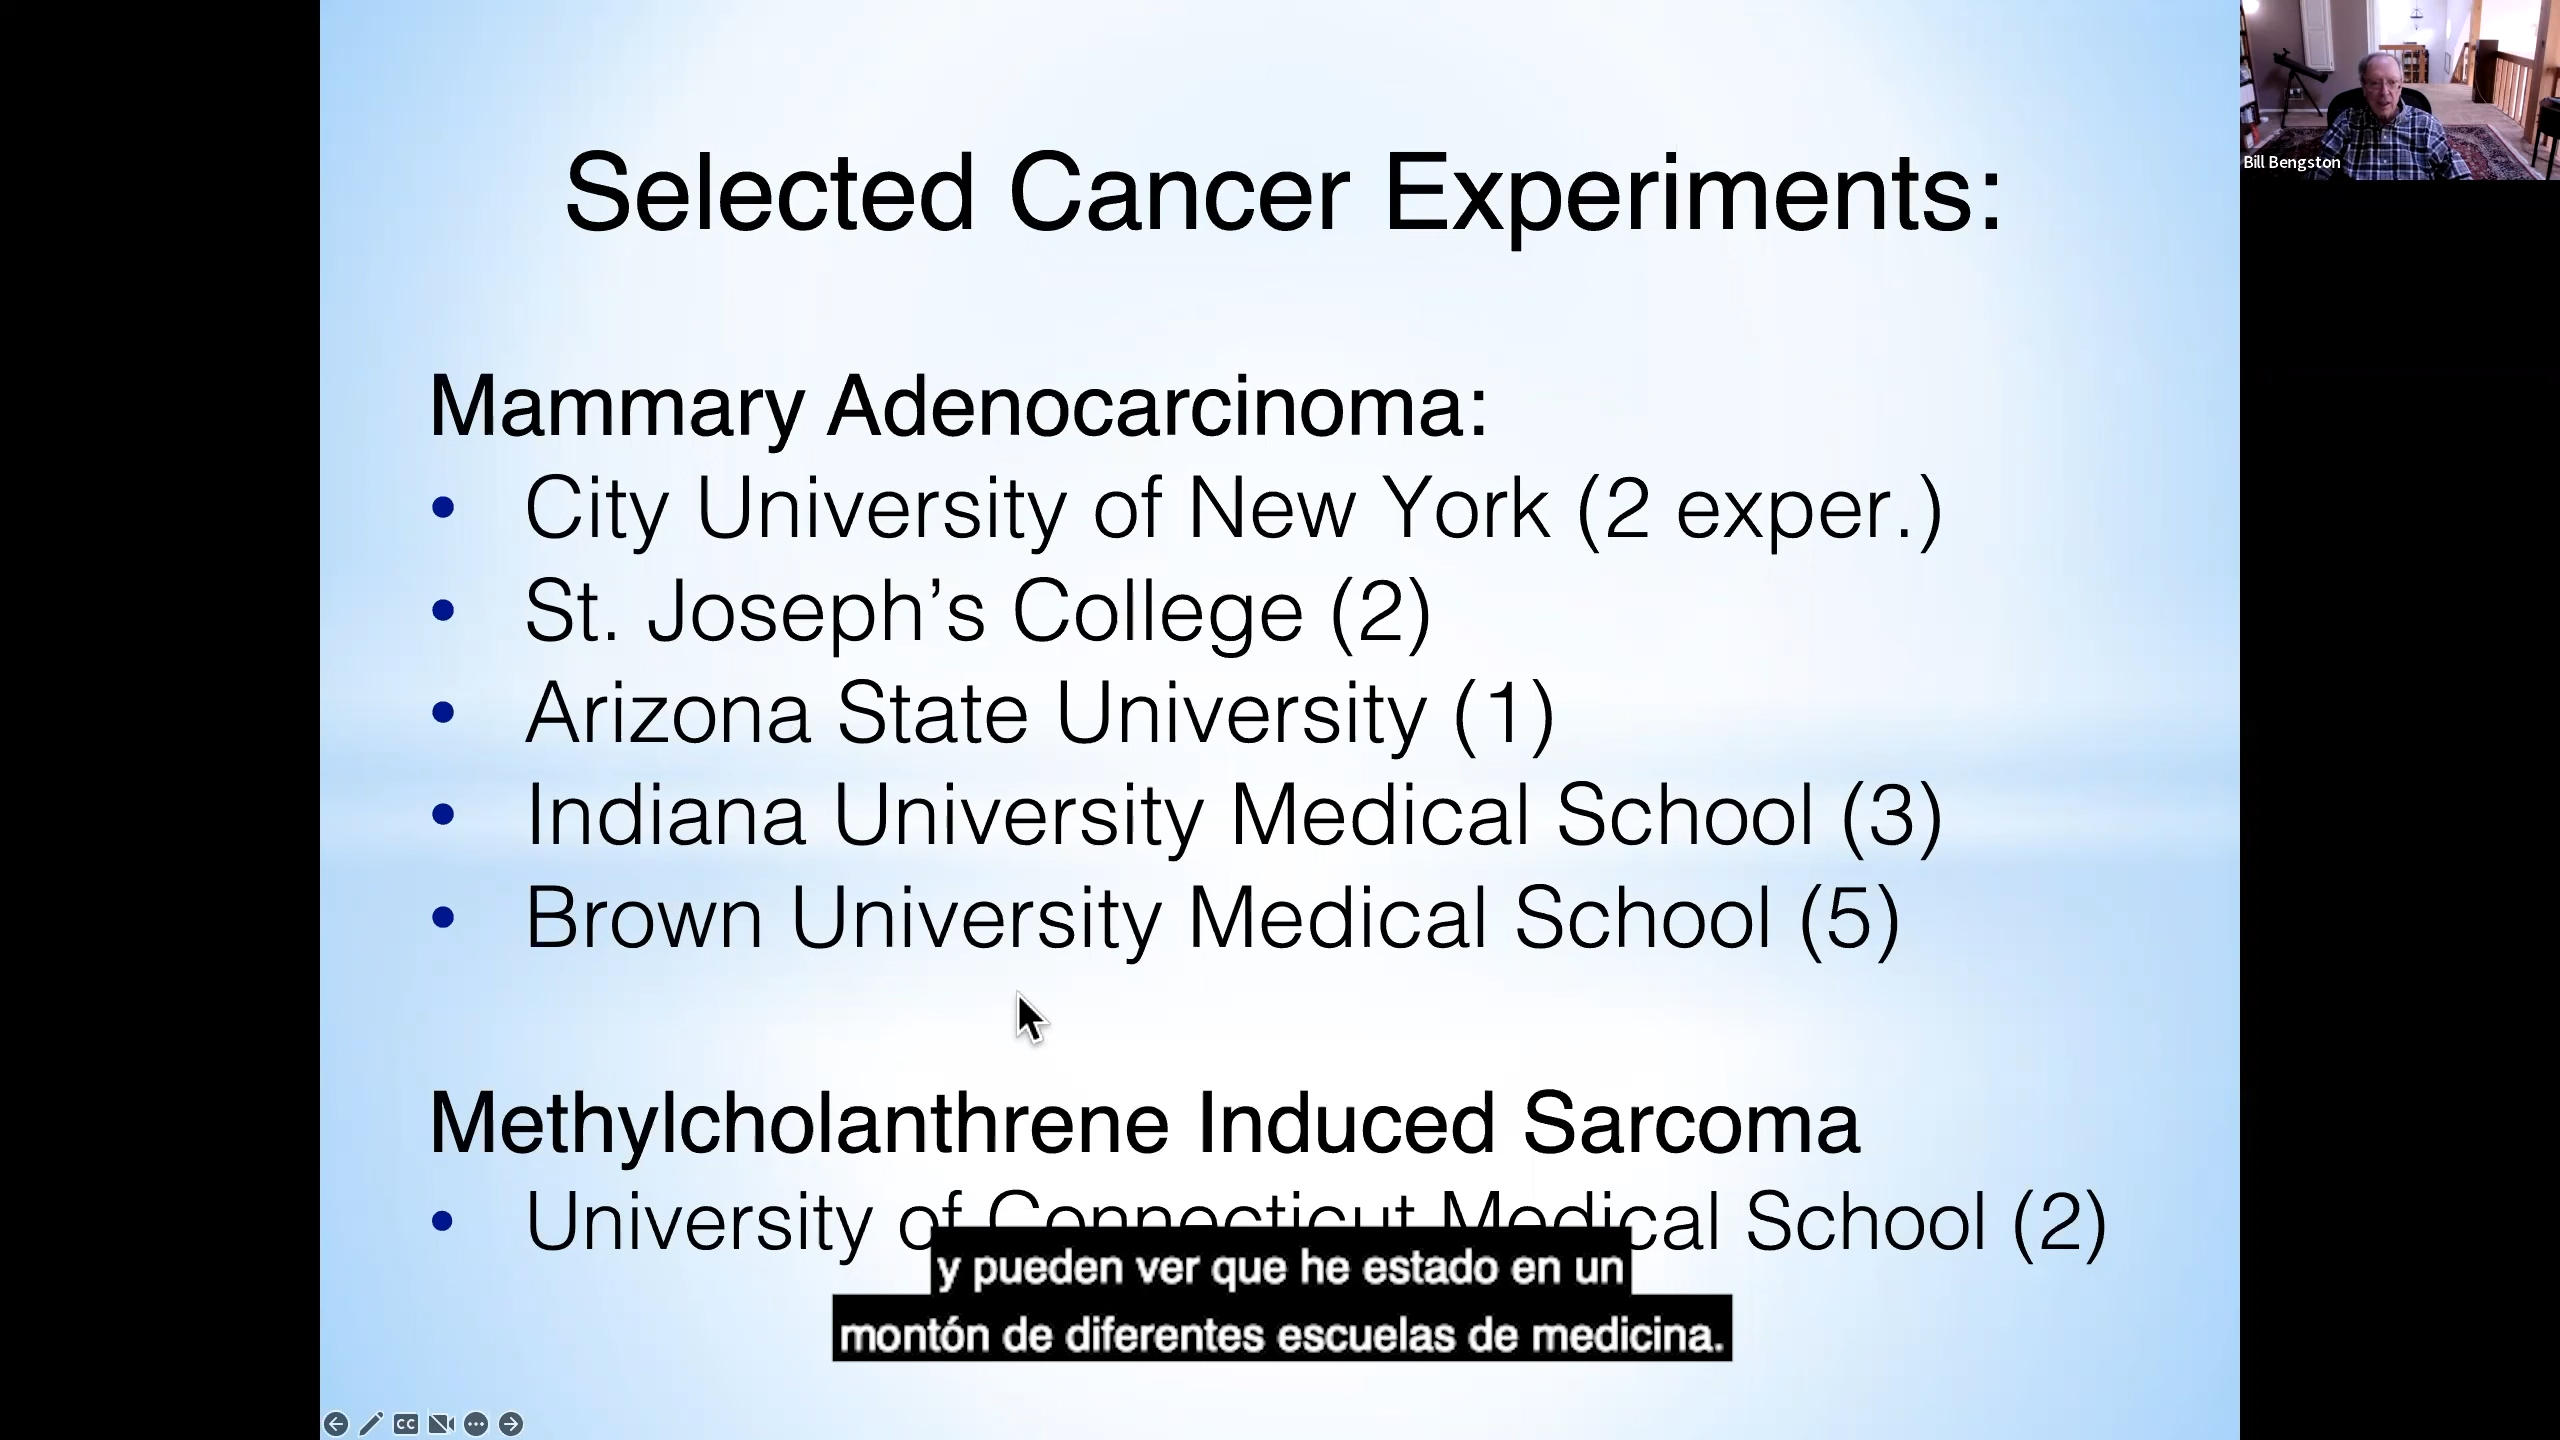 Selected Cancer Experiments:
Bill Bengston
Mammary Adenocarcinoma:
• City University of New York (2 exper.)
• St. Joseph’s College (2)
• Arizona State University (1)
• Indiana University Medical School (3)
• Brown University Medical School (5)
Methylcholanthrene Induced Sarcoma
• University of Connecticut Medical School (2)
y pueden ver que he estado en un
montón de diferentes escuelas de medicina.
CC